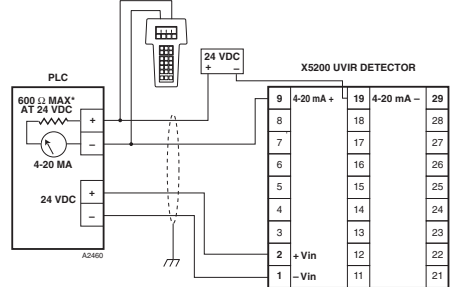 24 VDC
+ –
X5200 UVIR DETECTOR
PLC
600 Ω MAX*
AT 24 VDC
+
–
4-20 MA
24 VDC
+
–
A2460
9 4-20 mA + 19 4-20 mA – 29
8 18 28
7 17 27
6 16 26
5 15 25
4 14 24
3 13 23
2 + Vin 12 22
1 – Vin 11 21